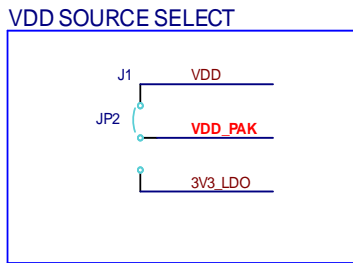 VDD SOURCE SELECT
J1
VDD
JP2
VDD_PAK
3V3_LDO